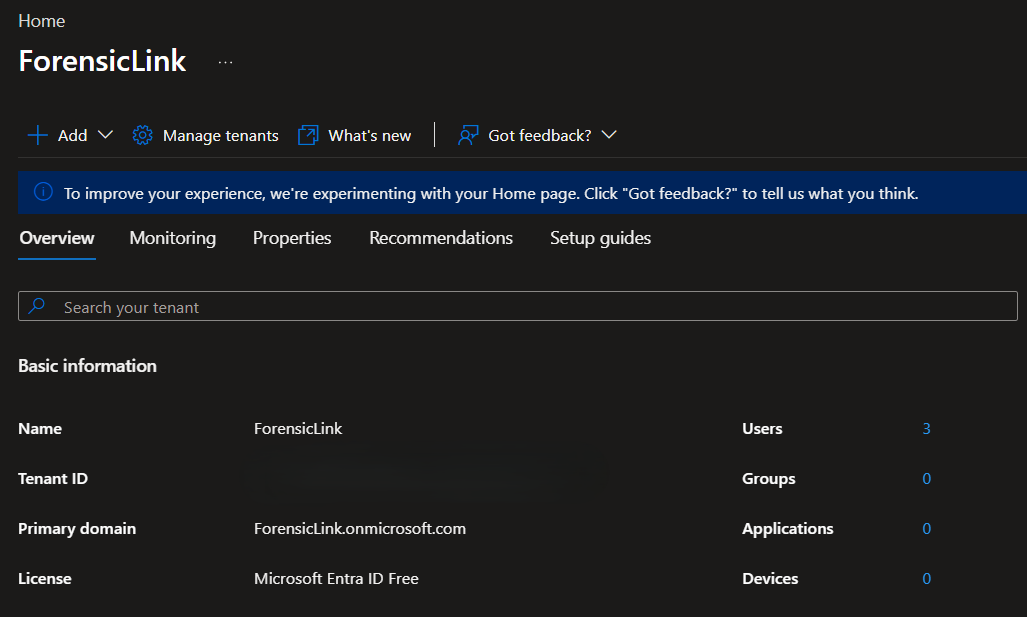 Home
ForensicLink ...
Add Manage tenants What's new Got feedback?
To improve your experience, we're experimenting with your Home page. Click "Got feedback?" to tell us what you think.
Overview Monitoring Properties Recommendations Setup guides
Search your tenant
Basic information
Name ForensicLink Users 3
Tenant ID Groups 0
Primary domain ForensicLink.onmicrosoft.com Applications 0
License Microsoft Entra ID Free Devices 0